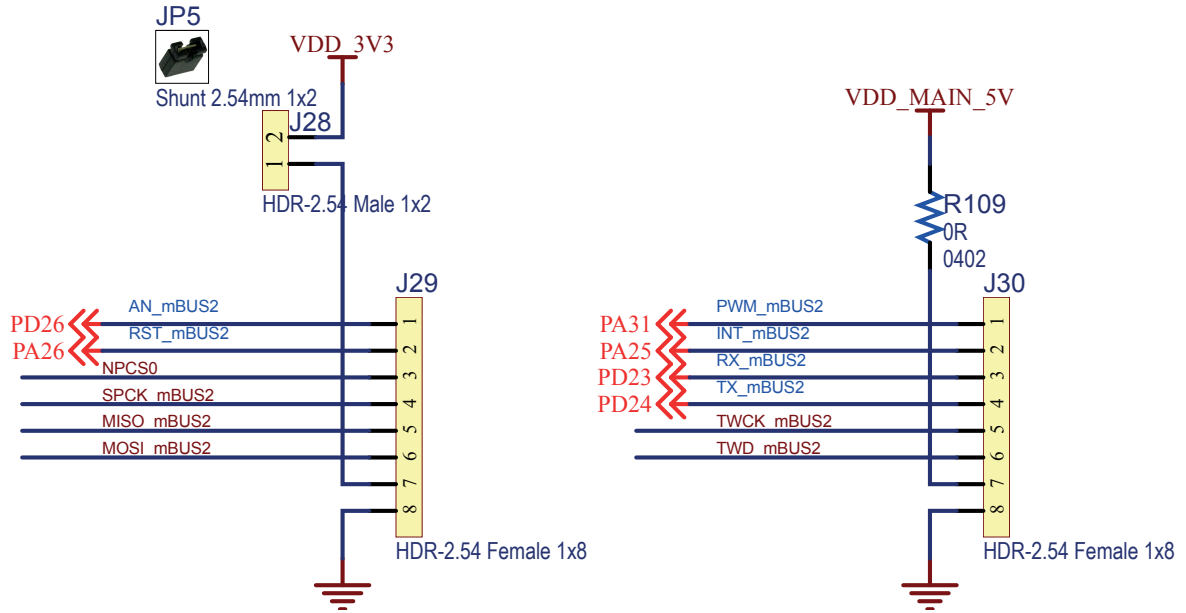 JP5
VDD_3V3
Shunt 2.54mm 1x2
J28
2
1
HDR-2.54 Male 1x2
J29
PD26 AN_mBUS2 1
PA26 RST_mBUS2 2
NPCS0 3
SPCK_mBUS2 4
MISO_mBUS2 5
MOSI_mBUS2 6
7
8
HDR-2.54 Female 1x8
VDD_MAIN_5V
R109
0R
0402
J30
PA31 PWM_mBUS2 1
PA25 INT_mBUS2 2
PD23 RX_mBUS2 3
PD24 TX_mBUS2 4
TWCK_mBUS2 5
TWD_mBUS2 6
7
8
HDR-2.54 Female 1x8